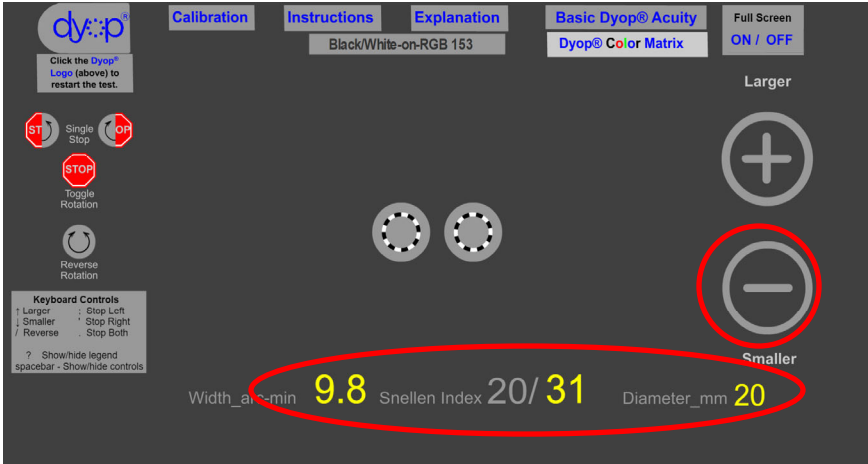 dyop®
Calibration
Instructions
Explanation
Basic Dyop® Acuity
Full Screen
ON / OFF
Black/White-on-RGB 153
Dyop® Color Matrix
Click the Dyop®
Logo (above) to
restart the test.
Larger
ST
Single
Stop
OP
STOP
Toggle
Rotation
Reverse
Rotation
Keyboard Controls
↑ Larger ; Stop Left
↓ Smaller ' Stop Right
/ Reverse . Stop Both
? Show/hide legend
spacebar - Show/hide controls
Smaller
Width_arc-min 9.8 Snellen Index 20/ 31 Diameter_mm 20